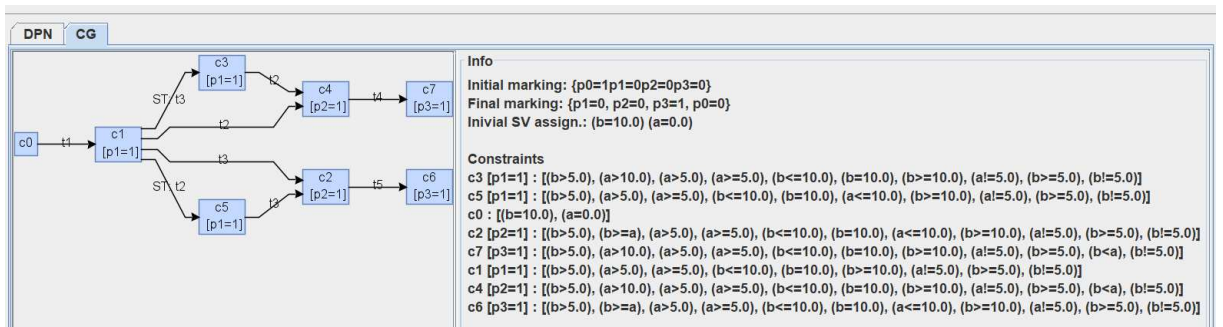 DPN CG
c3
[p1=1]
t2
ST, t3
c4
[p2=1]
t4
c7
[p3=1]
t2
c0
t1
c1
[p1=1]
t3
c2
[p2=1]
t5
c6
[p3=1]
ST, t2
c5
[p1=1]
t3
Info
Initial marking: {p0=1p1=0p2=0p3=0}
Final marking: {p1=0, p2=0, p3=1, p0=0}
Inivial SV assign.: (b=10.0) (a=0.0)
Constraints
c3 [p1=1] : [(b>5.0), (a>10.0), (a>5.0), (a>=5.0), (b<=10.0), (b=10.0), (b>=10.0), (a!=5.0), (b>=5.0), (b!=5.0)]
c5 [p1=1] : [(b>5.0), (a>5.0), (a>=5.0), (b<=10.0), (b=10.0), (a<=10.0), (b>=10.0), (a!=5.0), (b>=5.0), (b!=5.0)]
c0 : [(b=10.0), (a=0.0)]
c2 [p2=1] : [(b>5.0), (b>=a), (a>5.0), (a>=5.0), (b<=10.0), (b=10.0), (a<=10.0), (b>=10.0), (a!=5.0), (b>=5.0), (b!=5.0)]
c7 [p3=1] : [(b>5.0), (a>10.0), (a>5.0), (a>=5.0), (b<=10.0), (b=10.0), (b>=10.0), (a!=5.0), (b>=5.0), (b<a), (b!=5.0)]
c1 [p1=1] : [(b>5.0), (a>5.0), (a>=5.0), (b<=10.0), (b=10.0), (b>=10.0), (a!=5.0), (b>=5.0), (b!=5.0)]
c4 [p2=1] : [(b>5.0), (a>10.0), (a>5.0), (a>=5.0), (b<=10.0), (b=10.0), (b>=10.0), (a!=5.0), (b>=5.0), (b<a), (b!=5.0)]
c6 [p3=1] : [(b>5.0), (b>=a), (a>5.0), (a>=5.0), (b<=10.0), (b=10.0), (a<=10.0), (b>=10.0), (a!=5.0), (b>=5.0), (b!=5.0)]